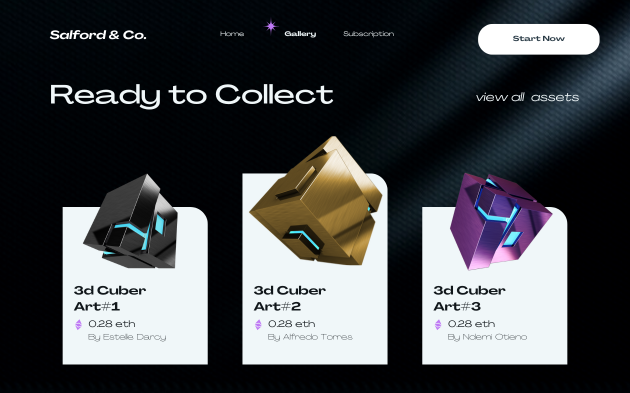 Salford & Co.
Home
Gallery
Subscription
Start Now
Ready to Collect
view all assets
3d Cuber
Art#1
0.28 eth
By Estelle Darcy
3d Cuber
Art#2
0.28 eth
By Alfredo Torres
3d Cuber
Art#3
0.28 eth
By Ndemi Otieno